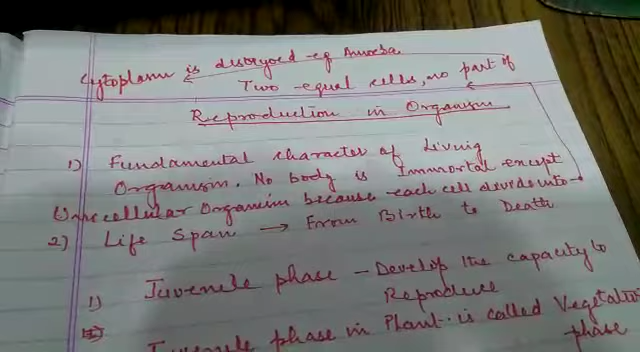 Cytoplasm is destroyed eg Amoeba
Two equal cells, no part of
Reproduction in Organism
1) Fundamental character of Living
Organism. No body is Immortal except
Unicellular Organism because each cell divide into
2) Life Span → From Birth to Death
1) Juvenile phase - Develop the capacity to
Reproduce
Juvenile phase in Plant is called Vegetative
phase